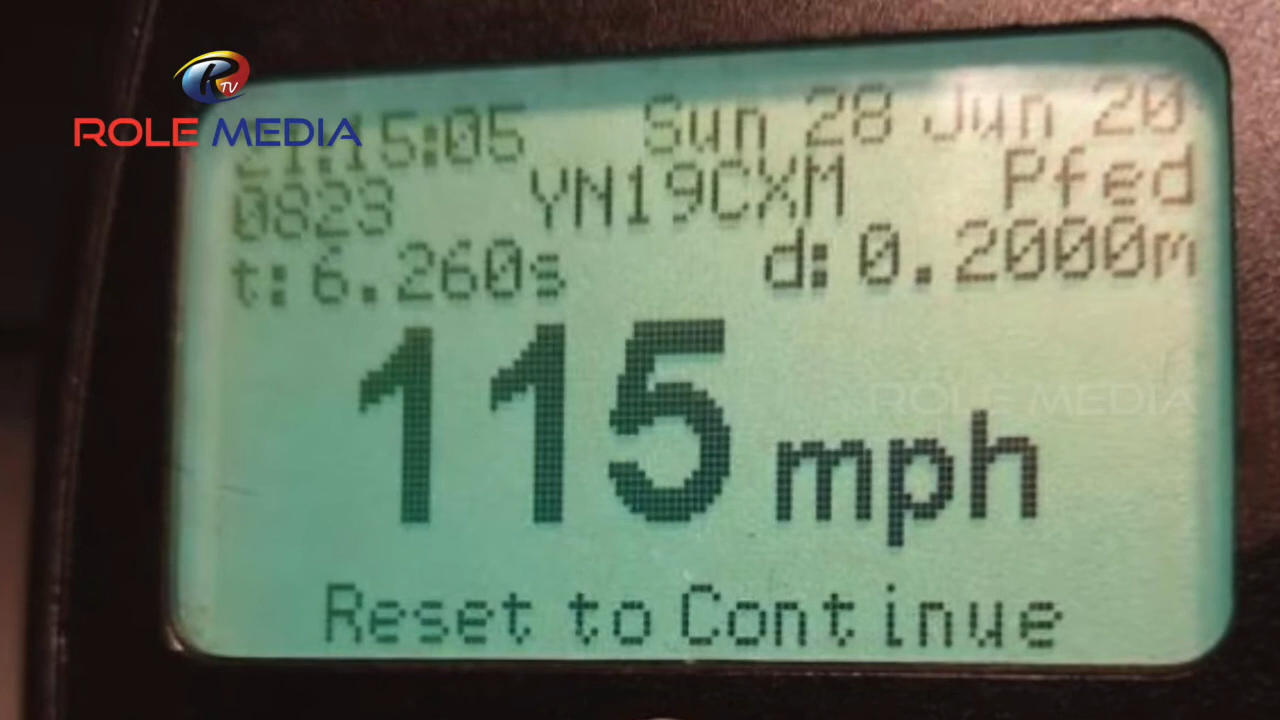 TV
ROLE MEDIA
21:15:05 Sun 28 Jun 20
0823 YN19CXM Pfed
t: 6.260s d: 0.2000m
115 mph
ROLE MEDIA
Reset to Continue